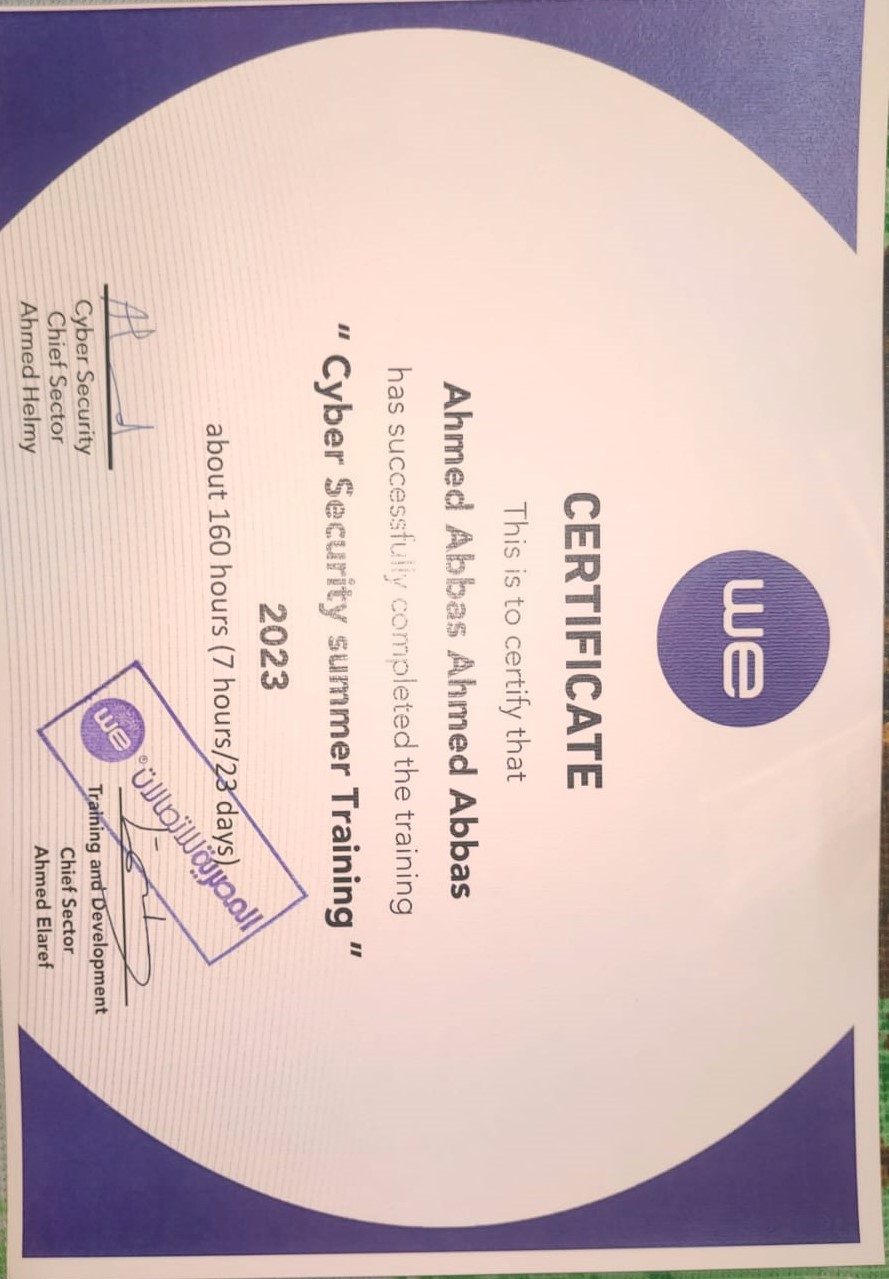 we
CERTIFICATE
This is to certify that
Ahmed Abbas Ahmed Abbas
has successfully completed the training
" Cyber Security summer Training "
2023
about 160 hours (7 hours/23 days)
Cyber Security
Chief Sector
Ahmed Helmy
we
المصرية للاتصالات
Training and Development
Chief Sector
Ahmed Elaref